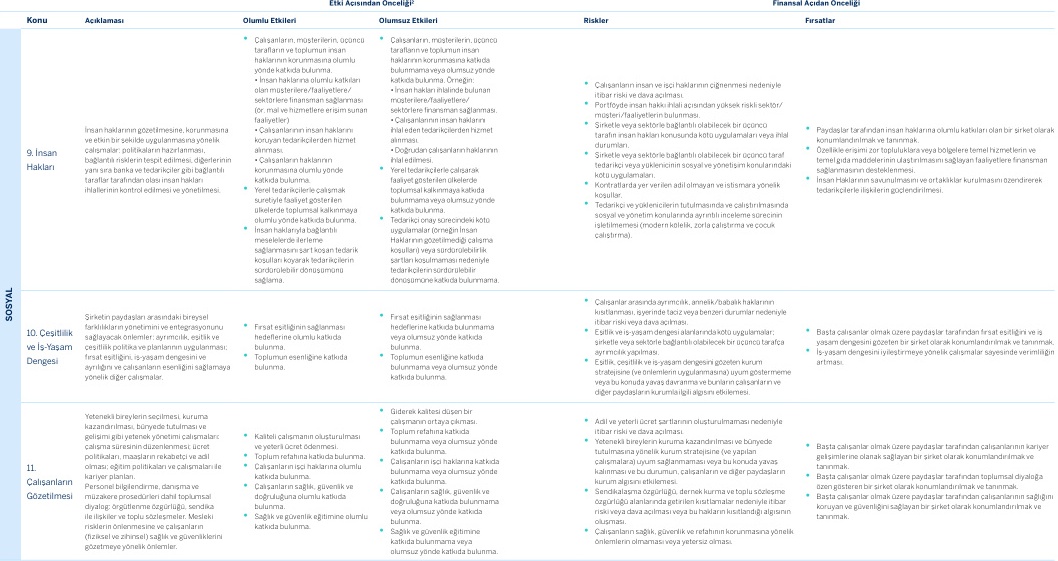 Etki Açısından Önceliği²
Finansal Açıdan Önceliği
Konu
Açıklaması
Olumlu Etkileri
Olumsuz Etkileri
Riskler
Fırsatlar
SOSYAL
9. İnsan
Hakları
İnsan haklarının gözetilmesine, korunmasına
ve etkin bir şekilde uygulanmasına yönelik
çalışmalar; politikaların hazırlanması,
bağlantılı risklerin tespit edilmesi, diğerlerinin
yanı sıra banka ve tedarikçiler gibi bağlantılı
taraflar tarafından olası insan hakları
ihlallerinin kontrol edilmesi ve yönetilmesi.
• Çalışanların, müşterilerin, üçüncü
tarafların ve toplumun insan
haklarının korunmasına olumlu
yönde katkıda bulunma.
• İnsan haklarına olumlu katkıları
olan müşterilere/faaliyetlere/
sektörlere finansman sağlanması
(ör. mal ve hizmetlere erişim sunan
faaliyetler)
• Çalışanlarının insan haklarını
koruyan tedarikçilerden hizmet
alınması.
• Çalışanların haklarının
korunmasına olumlu yönde
katkıda bulunma.
• Yerel tedarikçilerle çalışmak
suretiyle faaliyet gösterilen
ülkelerde toplumsal kalkınmaya
olumlu yönde katkıda bulunma.
• İnsan haklarıyla bağlantılı
meselelerde ilerleme
sağlanmasını şart koşan tedarik
koşulları koyarak tedarikçilerin
sürdürülebilir dönüşümünü
sağlama.
• Çalışanların, müşterilerin, üçüncü
tarafların ve toplumun insan
haklarının korunmasına katkıda
bulunmama veya olumsuz yönde
katkıda bulunma. Örneğin;
• İnsan hakları ihlalinde bulunan
müşterilere/faaliyetlere/
sektörlere finansman sağlanması.
• Çalışanlarının insan haklarını
ihlal eden tedarikçilerden hizmet
alınması.
• Doğrudan çalışanların haklarının
ihlal edilmesi.
• Yerel tedarikçilerle çalışarak
faaliyet gösterilen ülkelerde
toplumsal kalkınmaya katkıda
bulunmama veya olumsuz yönde
katkıda bulunma.
• Tedarikçi onay sürecindeki kötü
uygulamalar (örneğin İnsan
Haklarının gözetilmediği çalışma
koşulları) veya sürdürülebilirlik
şartları koşulmaması nedeniyle
tedarikçilerin sürdürülebilir
dönüşümüne katkıda bulunmama.
• Çalışanların insan ve işçi haklarının çiğnenmesi nedeniyle
itibar riski ve dava açılması.
• Portföyde insan hakkı ihlali açısından yüksek riskli sektör/
müşteri/faaliyetlerin bulunması.
• Şirketle veya sektörle bağlantılı olabilecek bir üçüncü
tarafın insan hakları konusunda kötü uygulamaları veya ihlal
durumları.
• Şirketle veya sektörle bağlantılı olabilecek bir üçüncü taraf
tedarikçi veya yüklenicinin sosyal ve yönetişim konularındaki
kötü uygulamaları.
• Kontratlarda yer verilen adil olmayan ve istismara yönelik
koşullar.
• Tedarikçi ve yüklenicilerin tutulmasında ve çalıştırılmasında
sosyal ve yönetim konularında ayrıntılı inceleme sürecinin
işletilmemesi (modern kölelik, zorla çalıştırma ve çocuk
çalıştırma).
• Paydaşlar tarafından insan haklarına olumlu katkıları olan bir şirket olarak
konumlandırılmak ve tanınmak.
• Özellikle erişimi zor topluluklara veya bölgelere temel hizmetlerin ve
temel gıda maddelerinin ulaştırılmasını sağlayan faaliyetlere finansman
sağlanmasının desteklenmesi.
• İnsan Haklarının savunulmasını ve ortaklıklar kurulmasını özendirerek
tedarikçilerle ilişkilerin güçlendirilmesi.
10. Çeşitlilik
ve İş-Yaşam
Dengesi
Şirketin paydaşları arasındaki bireysel
farklılıkların yönetimini ve entegrasyonunu
sağlayacak önlemler; ayrımcılık, eşitlik ve
çeşitlilik politika ve planlarının uygulanması;
fırsat eşitliğini, iş-yaşam dengesini ve
ayrılığını ve çalışanların esenliğini sağlamaya
yönelik diğer çalışmalar.
• Fırsat eşitliğinin sağlanması
hedeflerine olumlu katkıda
bulunma.
• Toplumun esenliğine katkıda
bulunma.
• Fırsat eşitliğinin sağlanması
hedeflerine katkıda bulunmama
veya olumsuz yönde katkıda
bulunma.
• Toplumun esenliğine katkıda
bulunmama veya olumsuz yönde
katkıda bulunma.
• Çalışanlar arasında ayrımcılık, annelik/babalık haklarının
kısıtlanması, işyerinde taciz veya benzeri durumlar nedeniyle
itibar riski veya dava açılması.
• Eşitlik ve iş-yaşam dengesi alanlarında kötü uygulamalar;
şirketle veya sektörle bağlantılı olabilecek bir üçüncü tarafça
ayrımcılık yapılması.
• Eşitlik, çeşitlilik ve iş-yaşam dengesini gözeten kurum
stratejisine (ve önlemlerin uygulanmasına) uyum göstermeme
veya bu konuda yavaş davranma ve bunların çalışanların ve
diğer paydaşların kurumla ilgili algısını etkilemesi.
• Başta çalışanlar olmak üzere paydaşlar tarafından fırsat eşitliğini ve iş
yaşam dengesini gözeten bir şirket olarak konumlandırılmak ve tanınmak.
• İş-yaşam dengesini iyileştirmeye yönelik çalışmalar sayesinde verimliliğin
artması.
11.
Çalışanların
Gözetilmesi
Yetenekli bireylerin seçilmesi, kuruma
kazandırılması, bünyede tutulması ve
gelişimi gibi yetenek yönetimi çalışmaları;
çalışma süresinin düzenlenmesi; ücret
politikaları, maaşların rekabetçi ve adil
olması; eğitim politikaları ve çalışmaları ile
kariyer planları.
Personel bilgilendirme, danışma ve
müzakere prosedürleri dahil toplumsal
diyalog; örgütlenme özgürlüğü, sendika
ile ilişkiler ve toplu sözleşmeler. Mesleki
risklerin önlenmesine ve çalışanların
(fiziksel ve zihinsel) sağlık ve güvenliklerini
gözetmeye yönelik önlemler.
• Kaliteli çalışmanın oluşturulması
ve yeterli ücret ödenmesi.
• Toplum refahına katkıda bulunma.
• Çalışanların işçi haklarına olumlu
katkıda bulunma.
• Çalışanların sağlık, güvenlik ve
doğruluğuna olumlu katkıda
bulunma.
• Sağlık ve güvenlik eğitimine olumlu
katkıda bulunma.
• Giderek kalitesi düşen bir
çalışmanın ortaya çıkması.
• Toplum refahına katkıda
bulunmama veya olumsuz yönde
katkıda bulunma.
• Çalışanların işçi haklarına katkıda
bulunmama veya olumsuz yönde
katkıda bulunma.
• Çalışanların sağlık, güvenlik ve
doğruluğuna katkıda bulunmama
veya olumsuz yönde katkıda
bulunma.
• Sağlık ve güvenlik eğitimine
katkıda bulunmama veya
olumsuz yönde katkıda bulunma.
• Adil ve yeterli ücret şartlarının oluşturulmaması nedeniyle
itibar riski ve dava açılması.
• Yetenekli bireylerin kuruma kazandırılması ve bünyede
tutulmasına yönelik kurum stratejisine (ve yapılan
çalışmalara) uyum sağlanmaması veya bu konuda yavaş
kalınması ve bu durumun, çalışanların ve diğer paydaşların
kurum algısını etkilemesi.
• Sendikalaşma özgürlüğü, dernek kurma ve toplu sözleşme
özgürlüğü alanlarında getirilen kısıtlamalar nedeniyle itibar
riski veya dava açılması veya bu hakların kısıtlandığı algısının
oluşması.
• Çalışanların sağlık, güvenlik ve refahının korunmasına yönelik
önlemlerin olmaması veya yetersiz olması.
• Başta çalışanlar olmak üzere paydaşlar tarafından çalışanlarının kariyer
gelişimlerine olanak sağlayan bir şirket olarak konumlandırılmak ve
tanınmak.
• Başta çalışanlar olmak üzere paydaşlar tarafından toplumsal diyaloğa
özen gösteren bir şirket olarak konumlandırılmak ve tanınmak.
• Başta çalışanlar olmak üzere paydaşlar tarafından çalışanlarının sağlığını
koruyan ve güvenliğini sağlayan bir şirket olarak konumlandırılmak ve
tanınmak.